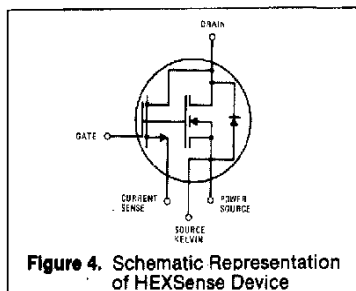 DRAIN
GATE
CURRENT
SENSE
POWER
SOURCE
SOURCE
KELVIN
Figure 4. Schematic Representation
of HEXSense Device